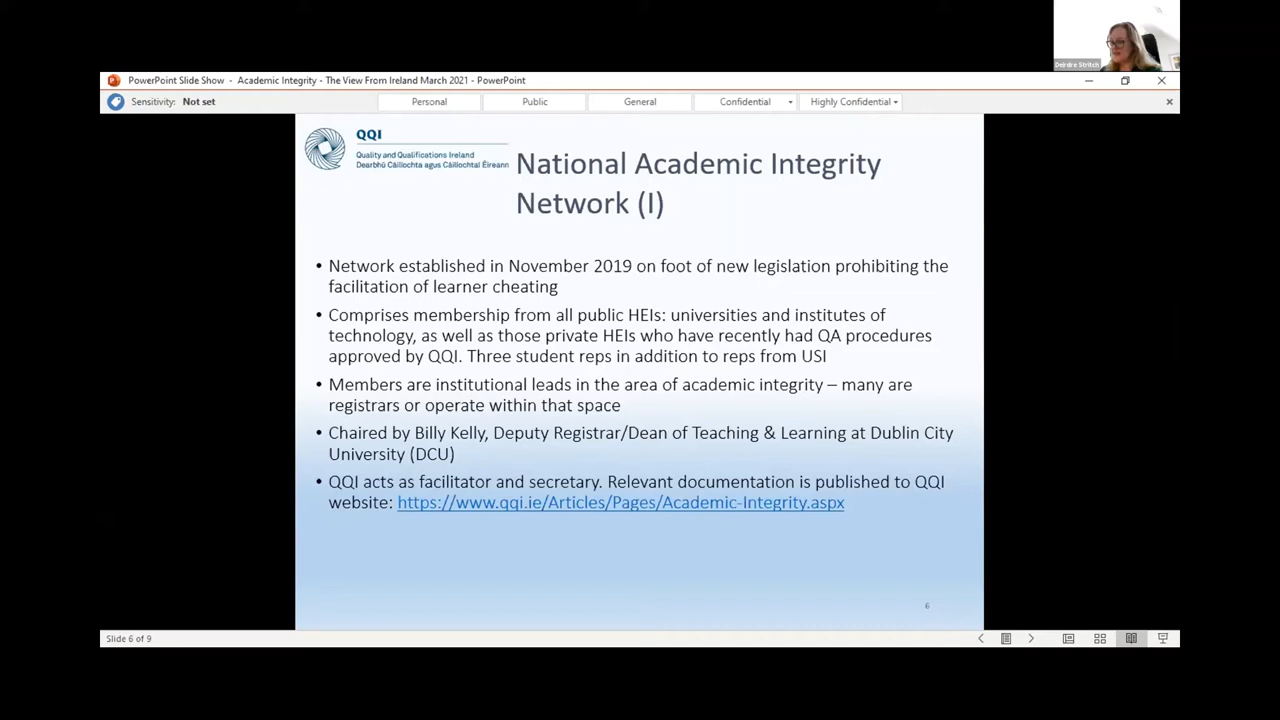 Deirdre Stritch
PowerPoint Slide Show - Academic Integrity - The View From Ireland March 2021 - PowerPoint
Sensitivity: Not set
Personal
Public
General
Confidential
Highly Confidential
QQI
Quality and Qualifications Ireland
Dearbhú Cáilíochta agus Cáilíochtaí Éireann
National Academic Integrity
Network (I)
• Network established in November 2019 on foot of new legislation prohibiting the
facilitation of learner cheating
• Comprises membership from all public HEIs: universities and institutes of
technology, as well as those private HEIs who have recently had QA procedures
approved by QQI. Three student reps in addition to reps from USI
• Members are institutional leads in the area of academic integrity – many are
registrars or operate within that space
• Chaired by Billy Kelly, Deputy Registrar/Dean of Teaching & Learning at Dublin City
University (DCU)
• QQI acts as facilitator and secretary. Relevant documentation is published to QQI
website: https://www.qqi.ie/Articles/Pages/Academic-Integrity.aspx
6
Slide 6 of 9